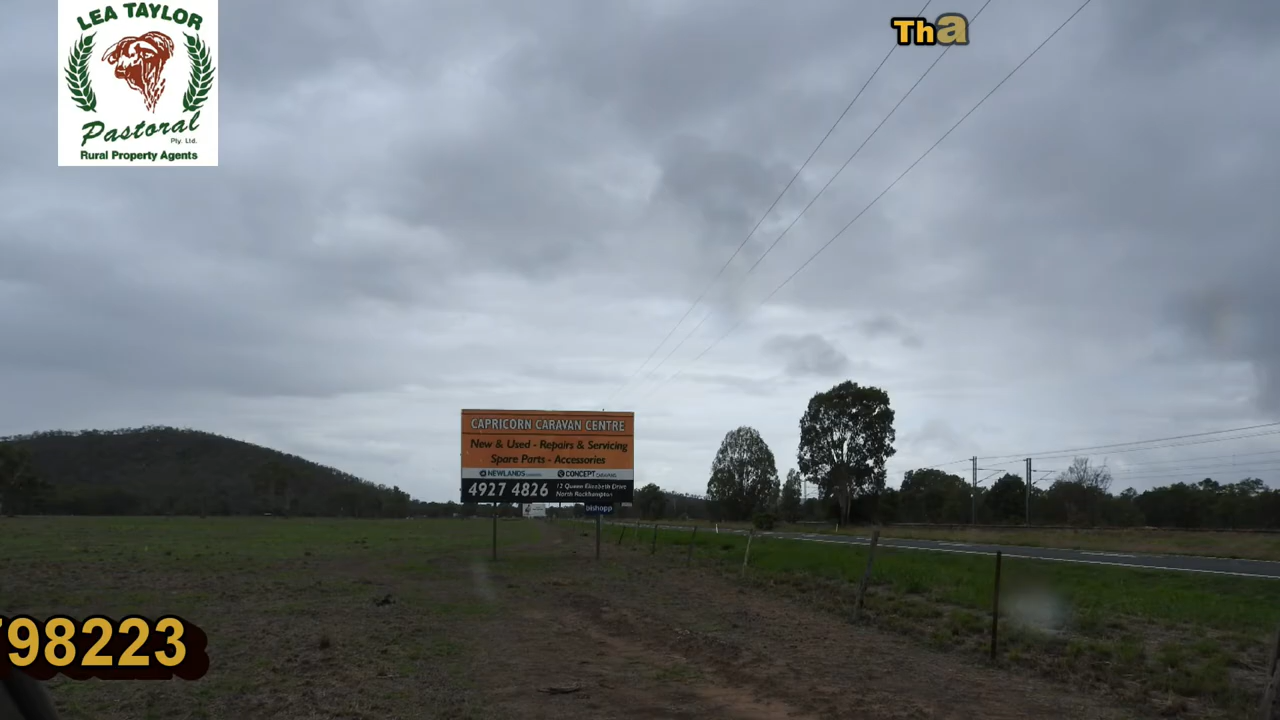 LEA TAYLOR
Pastoral
Pty. Ltd.
Rural Property Agents
Tha
CAPRICORN CARAVAN CENTRE
New & Used - Repairs & Servicing
Spare Parts - Accessories
NEWLANDS
CONCEPT
4927 4826
12 Queen Elizabeth Drive
North Rockhampton
bishopp
98223